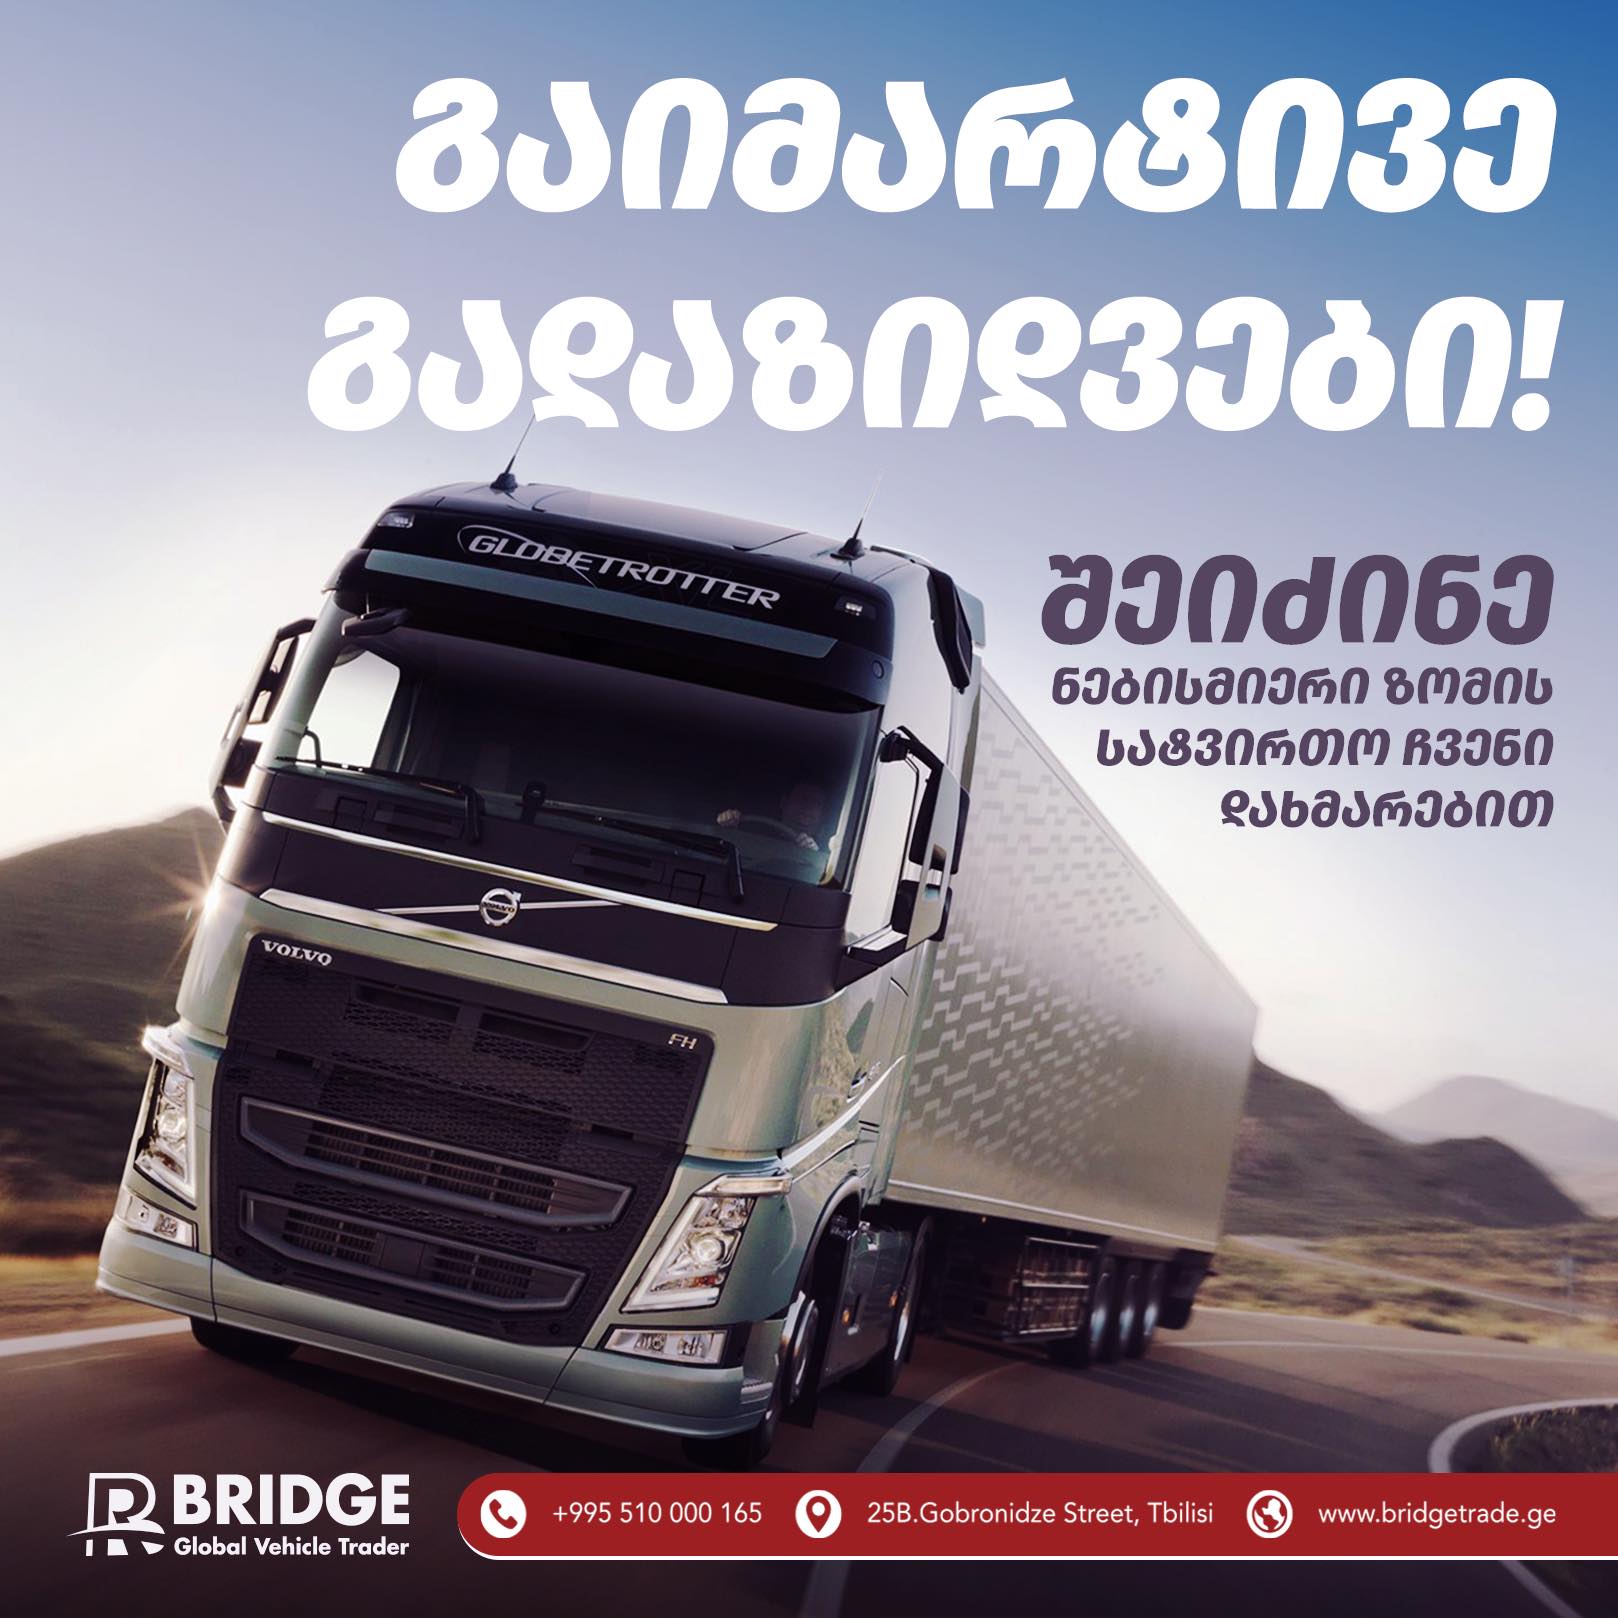 გაიმარტივე
გადაზიდვები!
GLOBETROTTER
შეიძინე
ნებისმიერი ზომის
სატვირთო ჩვენი
დახმარებით
VOLVO
VOLVO
FH
BRIDGE
Global Vehicle Trader
+995 510 000 165
25B.Gobronidze Street, Tbilisi
www.bridgetrade.ge